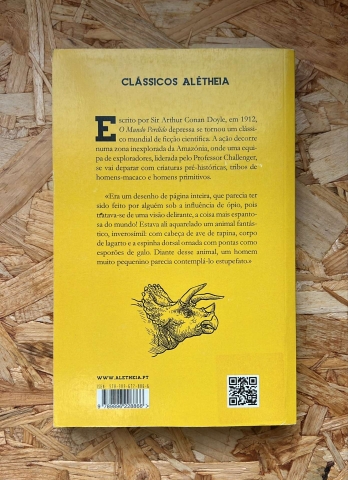 CLÁSSICOS ALÊTHEIA
Escrito por Sir Arthur Conan Doyle, em 1912,
O Mundo Perdido depressa se tornou um clássi-
co mundial de ficção científica. A ação decorre
numa zona inexplorada da Amazónia, onde uma equi-
pa de exploradores, liderada pelo Professor Challenger,
se vai deparar com criaturas pré-históricas, tribos de
homens-macaco e homens primitivos.
«Era um desenho de página inteira, que parecia ter
sido feito por alguém sob a influência de ópio, pois
tratava-se de uma visão delirante, a coisa mais espanto-
sa do mundo! Estava ali aquarelado um animal fantás-
tico, inverosímil: com cabeça de ave de rapina, corpo
de lagarto e a espinha dorsal ornada com pontas como
esporões de galo. Diante desse animal, um homem
muito pequenino parecia contemplá-lo estupefato.»
WWW.ALETHEIA.PT